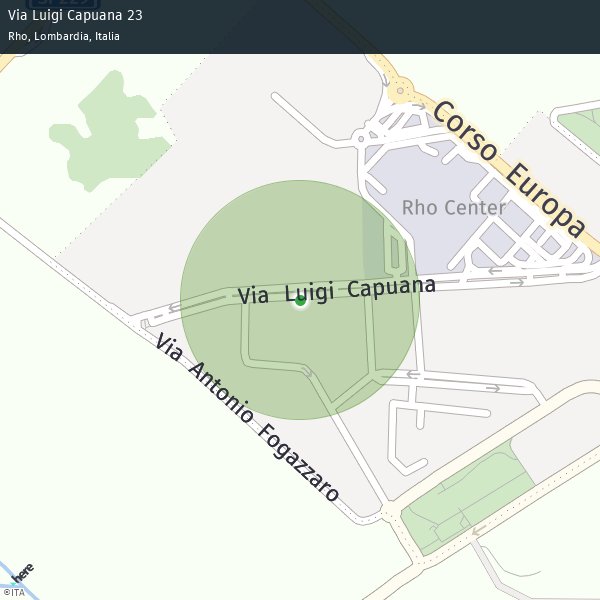 Via Luigi Capuana 23
Rho, Lombardia, Italia
Corso Europa
Rho Center
Via Luigi Capuana
Via Antonio Fogazzaro
here
©ITA